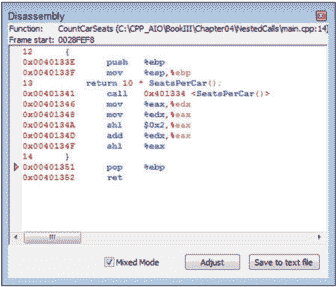 Disassembly
Function: CountCarSeats (C:\CPP_AIO\BookIII\Chapter04\NestedCalls\main.cpp:14)
Frame start: 0028FEF8
12 {
0x0040133E push %ebp
0x0040133F mov %esp,%ebp
13 return 10 * SeatsPerCar();
0x00401341 call 0x401334 <SeatsPerCar()>
0x00401346 mov %eax,%edx
0x00401348 mov %edx,%eax
0x0040134A shl $0x2,%eax
0x0040134D add %edx,%eax
0x0040134F shl %eax
14 }
0x00401351 pop %ebp
0x00401352 ret
Mixed Mode
Adjust
Save to text file